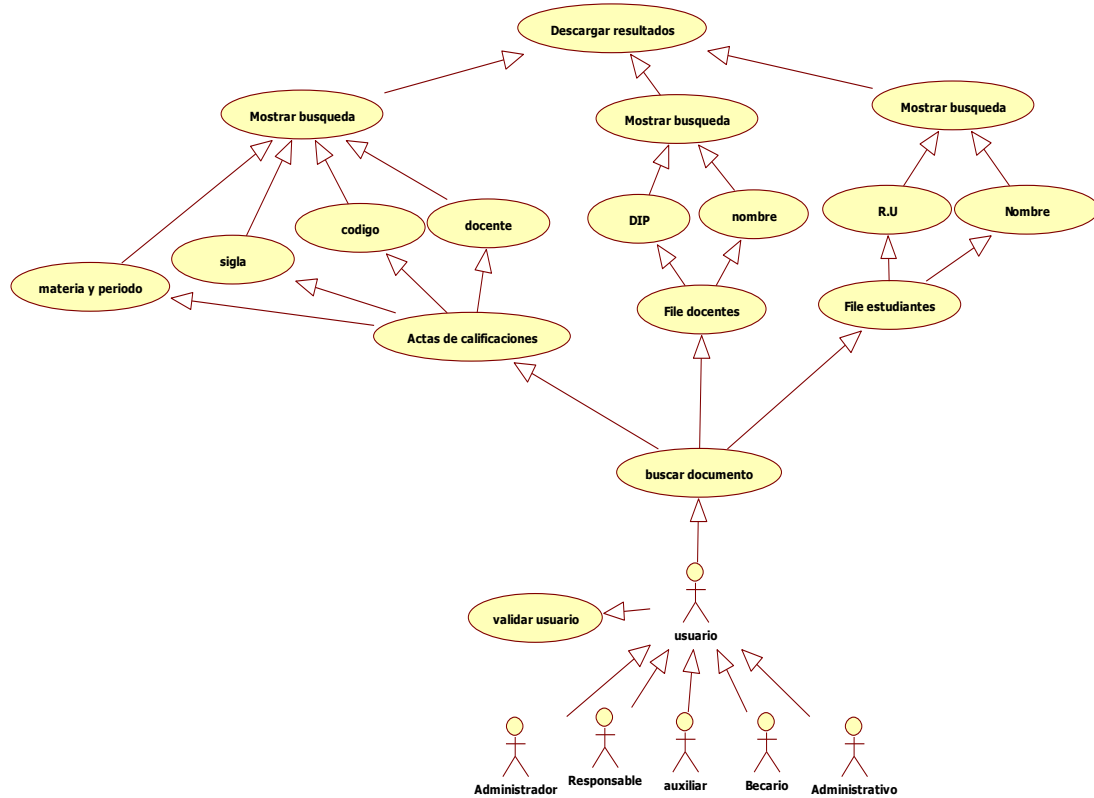 Descargar resultados
Mostrar busqueda
Mostrar busqueda
Mostrar busqueda
materia y periodo
sigla
codigo
docente
DIP
nombre
R.U
Nombre
Actas de calificaciones
File docentes
File estudiantes
buscar documento
validar usuario
usuario
Administrador
Responsable
auxiliar
Becario
Administrativo